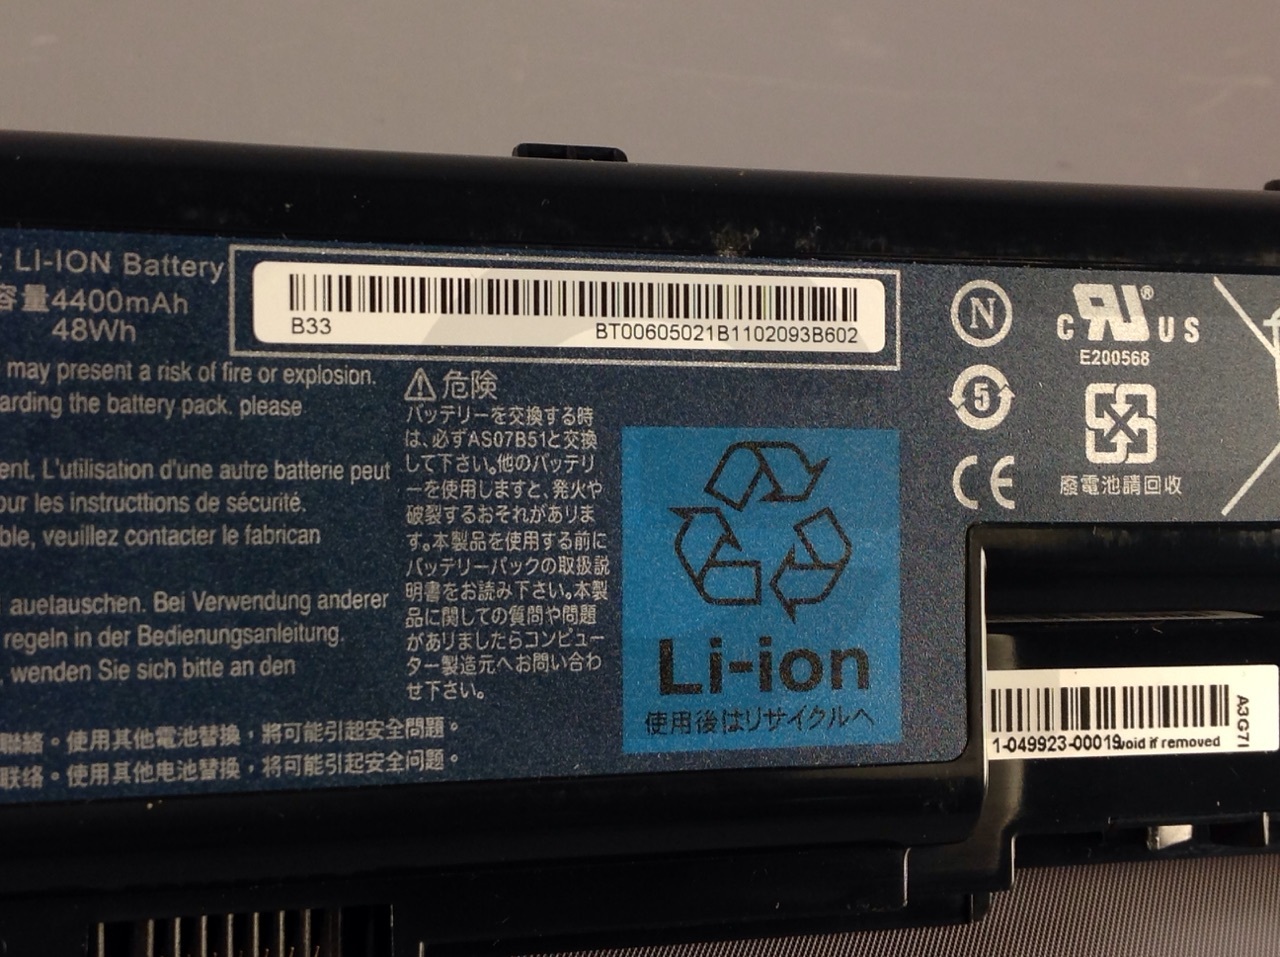 : LI-ION Battery
容量4400mAh
48Wh
B33
BT00605021B1102093B602
N
C UL ® US
E200568
5
CE
廢電池請回收
may present a risk of fire or explosion.
arding the battery pack. please
ent. L'utilisation d'une autre batterie peut
our les instructtions de sécurité.
ble, veuillez contacter le fabrican
auetauschen. Bei Verwendung anderer
regeln in der Bedienungsanleitung.
, wenden Sie sich bitte an den
聯絡。使用其他電池替換，將可能引起安全問題。
联络。使用其他电池替换，将可能引起安全问题。
危険
バッテリーを交換する時
は、必ずAS07B51と交換
して下さい。他のバッテリ
ーを使用しますと、発火や
破裂するおそれがありま
す。本製品を使用する前に
バッテリーパックの取扱説
明書をお読み下さい。本製
品に関しての質問や問題
がありましたらコンピュー
ター製造元へお問い合わ
せ下さい。
Li-ion
使用後はリサイクルへ
1-049923-00019
void if removed
A3G7I